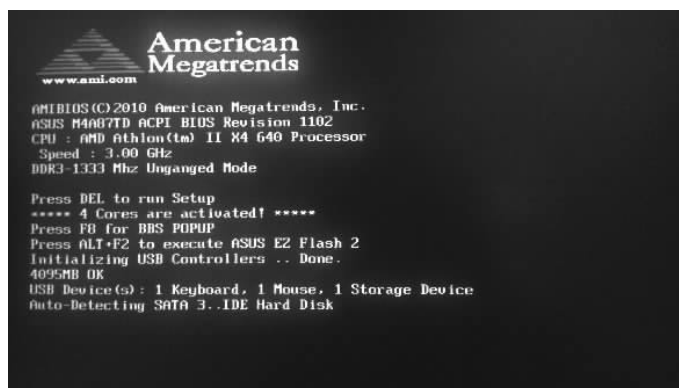 American
Megatrends
www.ami.com
AMIBIOS(C)2010 American Megatrends, Inc.
ASUS M4A87TD ACPI BIOS Revision 1102
CPU : AMD Athlon(tm) II X4 640 Processor
Speed : 3.00 GHz
DDR3-1333 Mhz Unganged Mode
Press DEL to run Setup
***** 4 Cores are activated! *****
Press F8 for BBS POPUP
Press ALT+F2 to execute ASUS EZ Flash 2
Initializing USB Controllers .. Done.
4095MB OK
USB Device(s): 1 Keyboard, 1 Mouse, 1 Storage Device
Auto-Detecting SATA 3..IDE Hard Disk